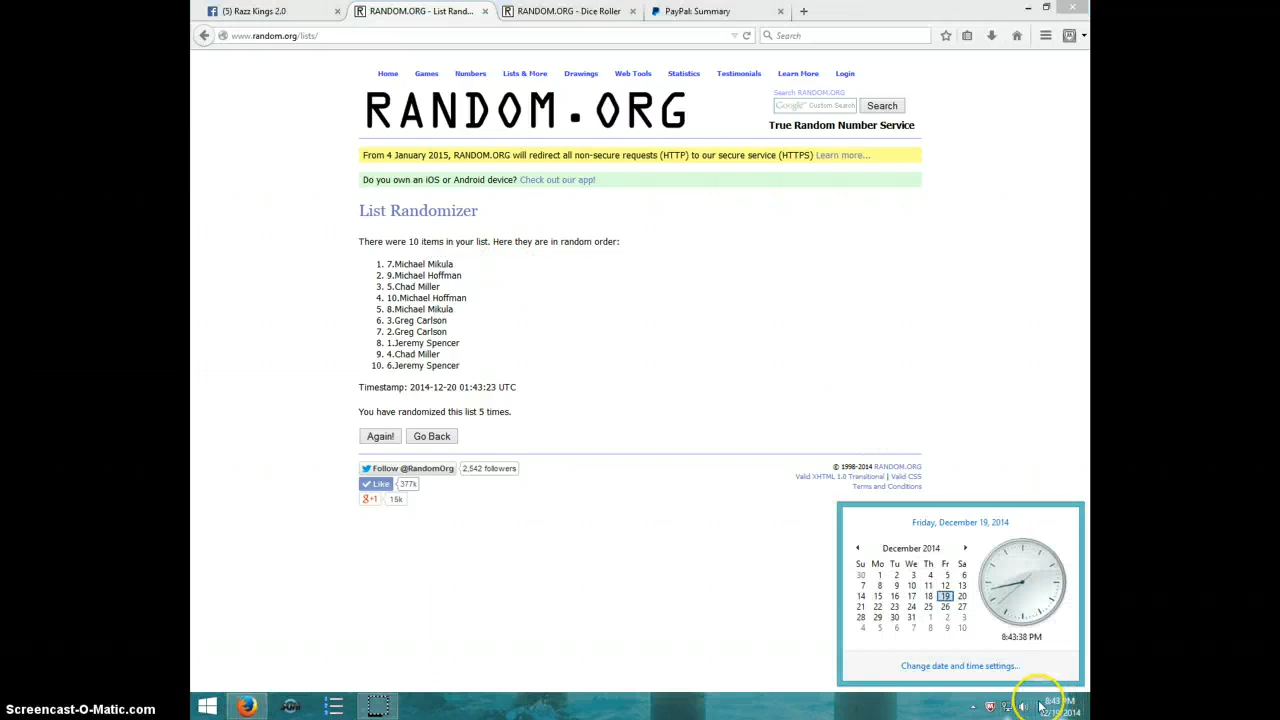 (5) Razz Kings 2.0
RANDOM.ORG - List Rand...
RANDOM.ORG - Dice Roller
PayPal: Summary
www.random.org/lists/
Search
Home Games Numbers Lists & More Drawings Web Tools Statistics Testimonials Learn More Login
RANDOM.ORG
Search RANDOM.ORG
Google™ Custom Search
Search
True Random Number Service
From 4 January 2015, RANDOM.ORG will redirect all non-secure requests (HTTP) to our secure service (HTTPS) Learn more...
Do you own an iOS or Android device? Check out our app!
List Randomizer
There were 10 items in your list. Here they are in random order:
1. 7.Michael Mikula
2. 9.Michael Hoffman
3. 5.Chad Miller
4. 10.Michael Hoffman
5. 8.Michael Mikula
6. 3.Greg Carlson
7. 2.Greg Carlson
8. 1.Jeremy Spencer
9. 4.Chad Miller
10. 6.Jeremy Spencer
Timestamp: 2014-12-20 01:43:23 UTC
You have randomized this list 5 times.
Again! Go Back
Follow @RandomOrg 2,542 followers
Like 377k
g+1 15k
© 1998-2014 RANDOM.ORG
Valid XHTML 1.0 Transitional | Valid CSS
Terms and Conditions
Friday, December 19, 2014
December 2014
Su Mo Tu We Th Fr Sa
30 1 2 3 4 5 6
7 8 9 10 11 12 13
14 15 16 17 18 19 20
21 22 23 24 25 26 27
28 29 30 31 1 2 3
4 5 6 7 8 9 10
8:43:38 PM
Change date and time settings...
8:43 PM
12/19/2014
Screencast-O-Matic.com